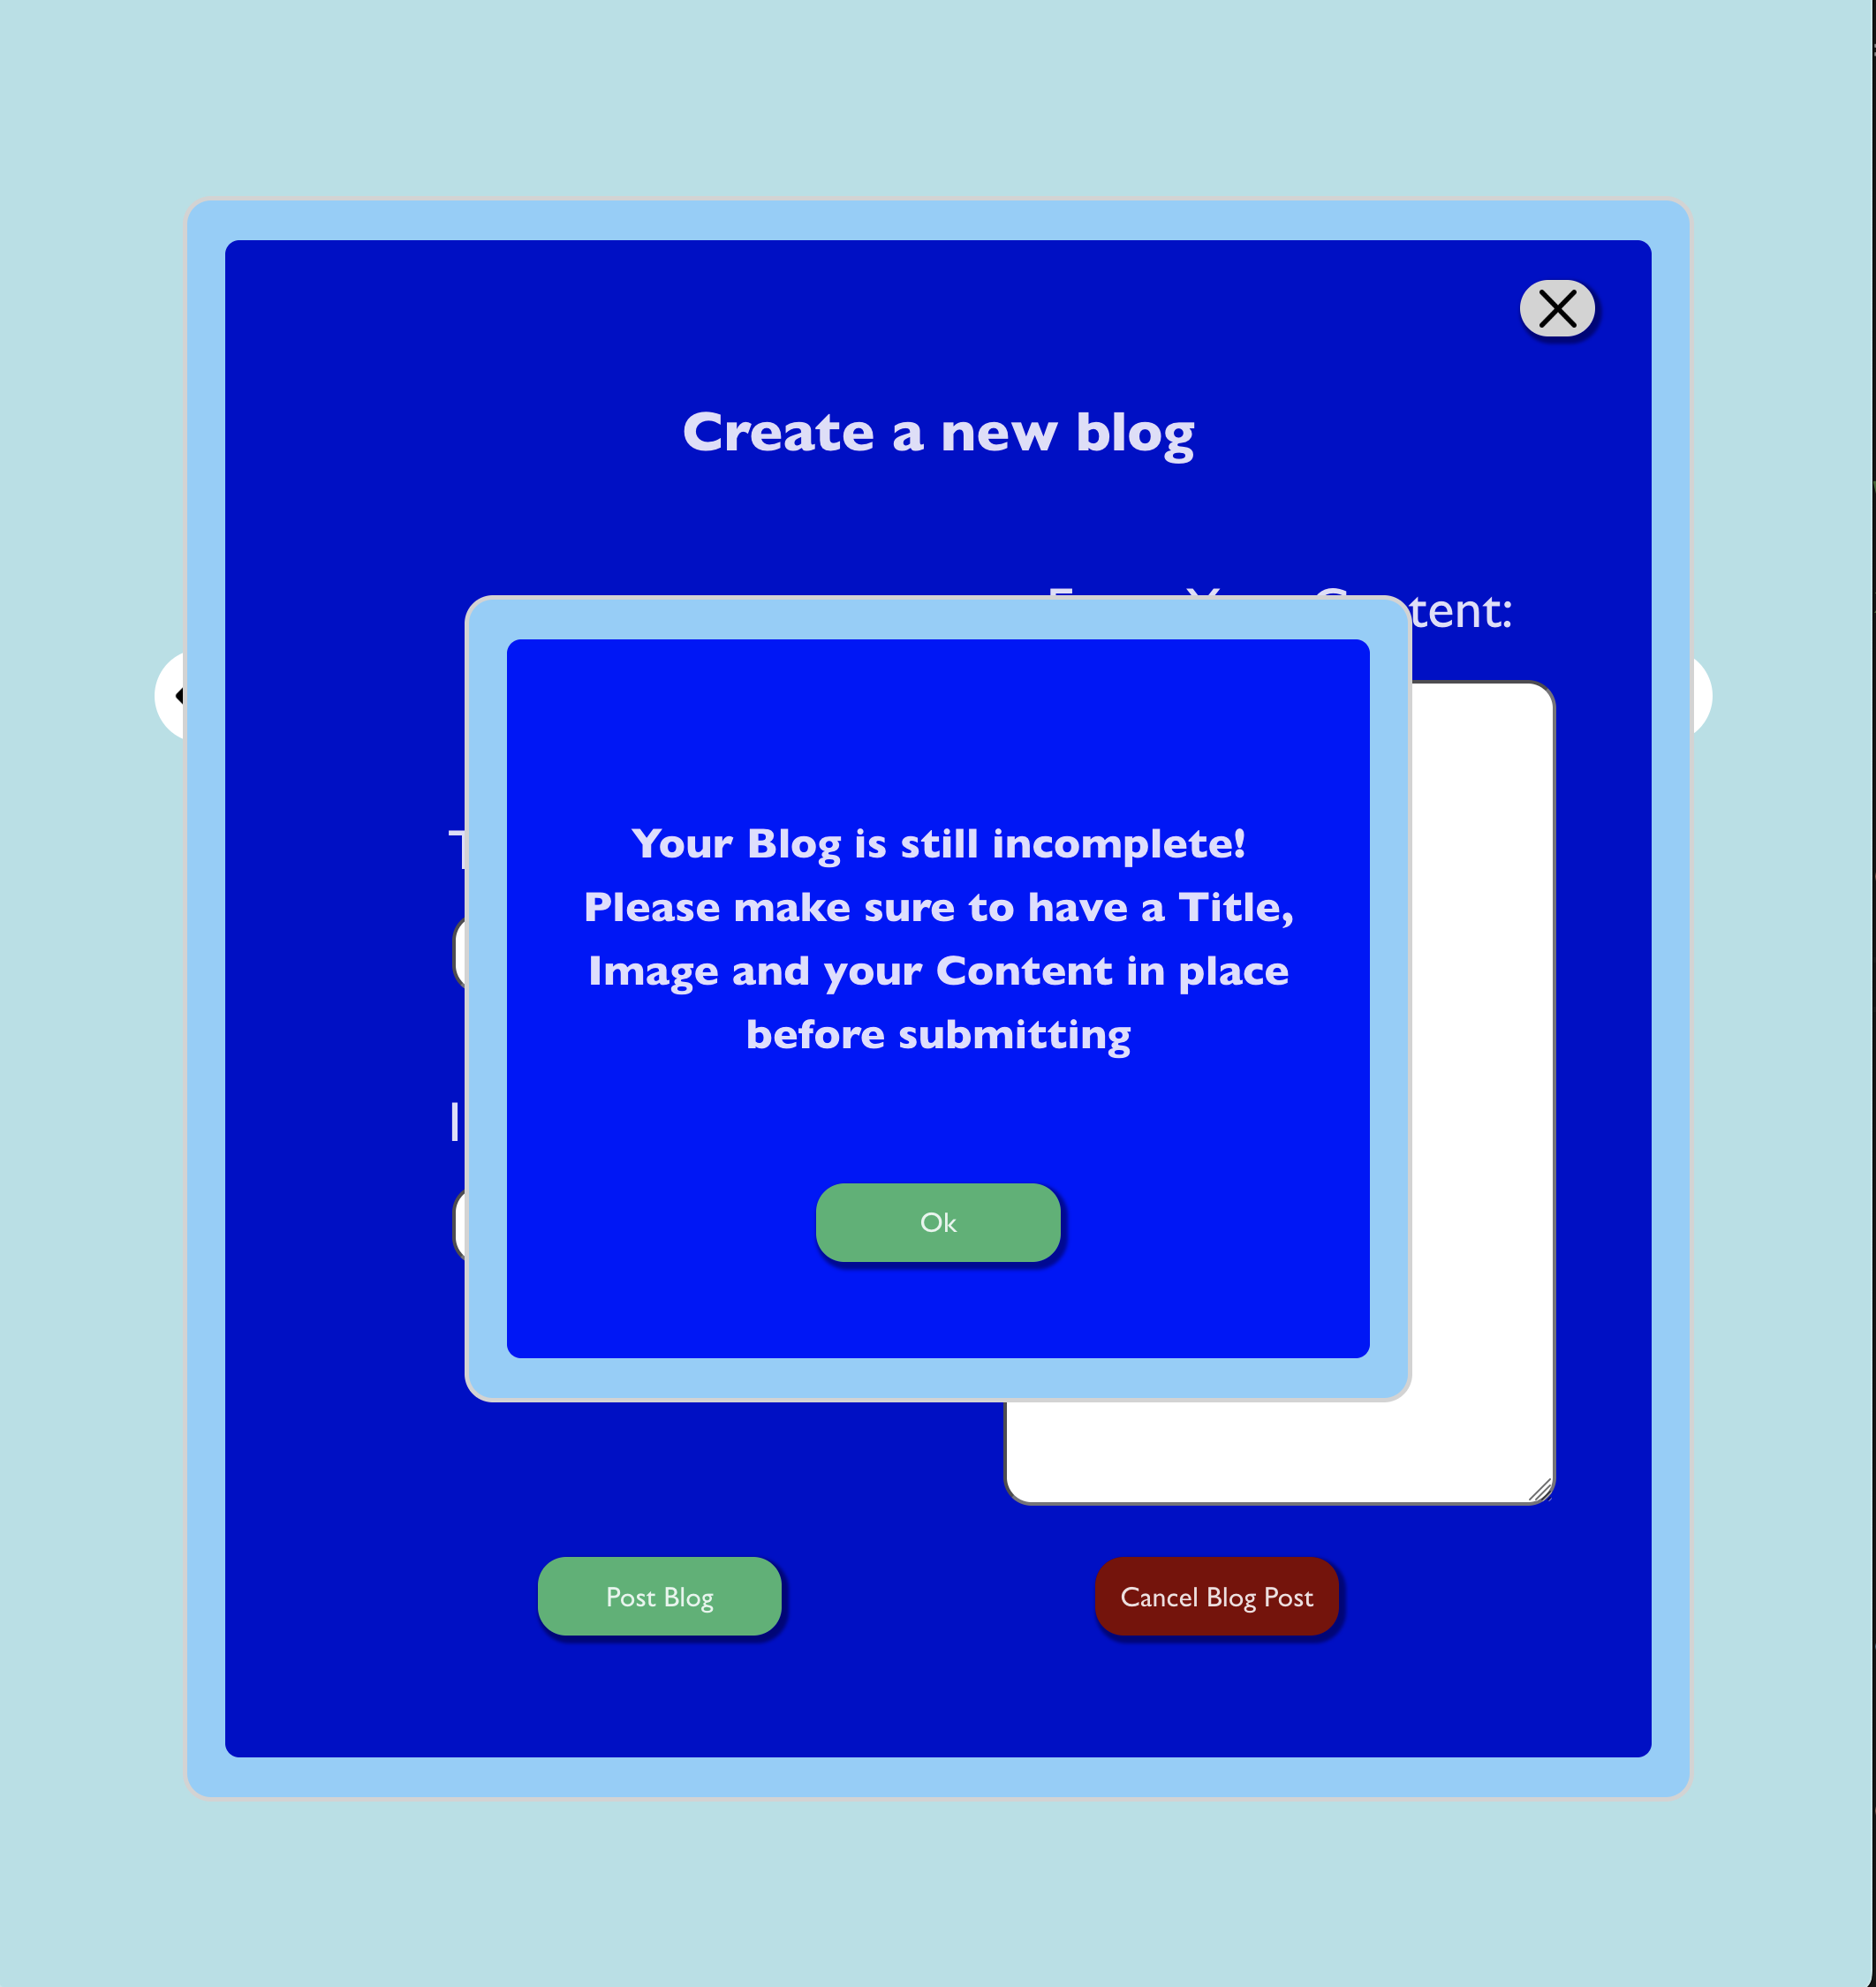 Create a new blog
tent:
Your Blog is still incomplete!
Please make sure to have a Title,
Image and your Content in place
before submitting
Ok
Post Blog
Cancel Blog Post